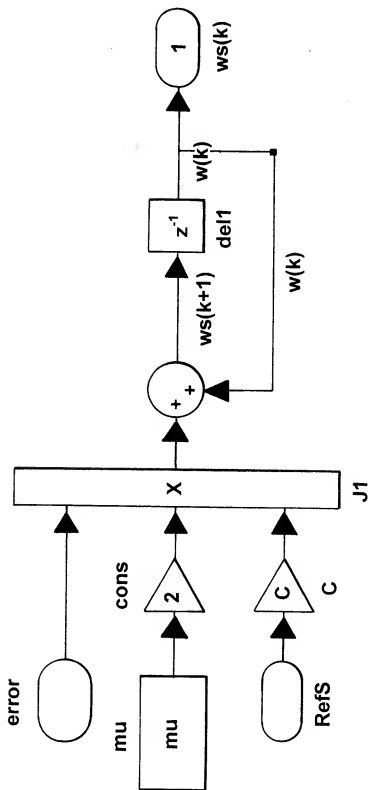 error
mu
mu
cons
2
RefS
C
C
X
J1
+
+
ws(k+1)
z-1
del1
w(k)
w(k)
1
ws(k)